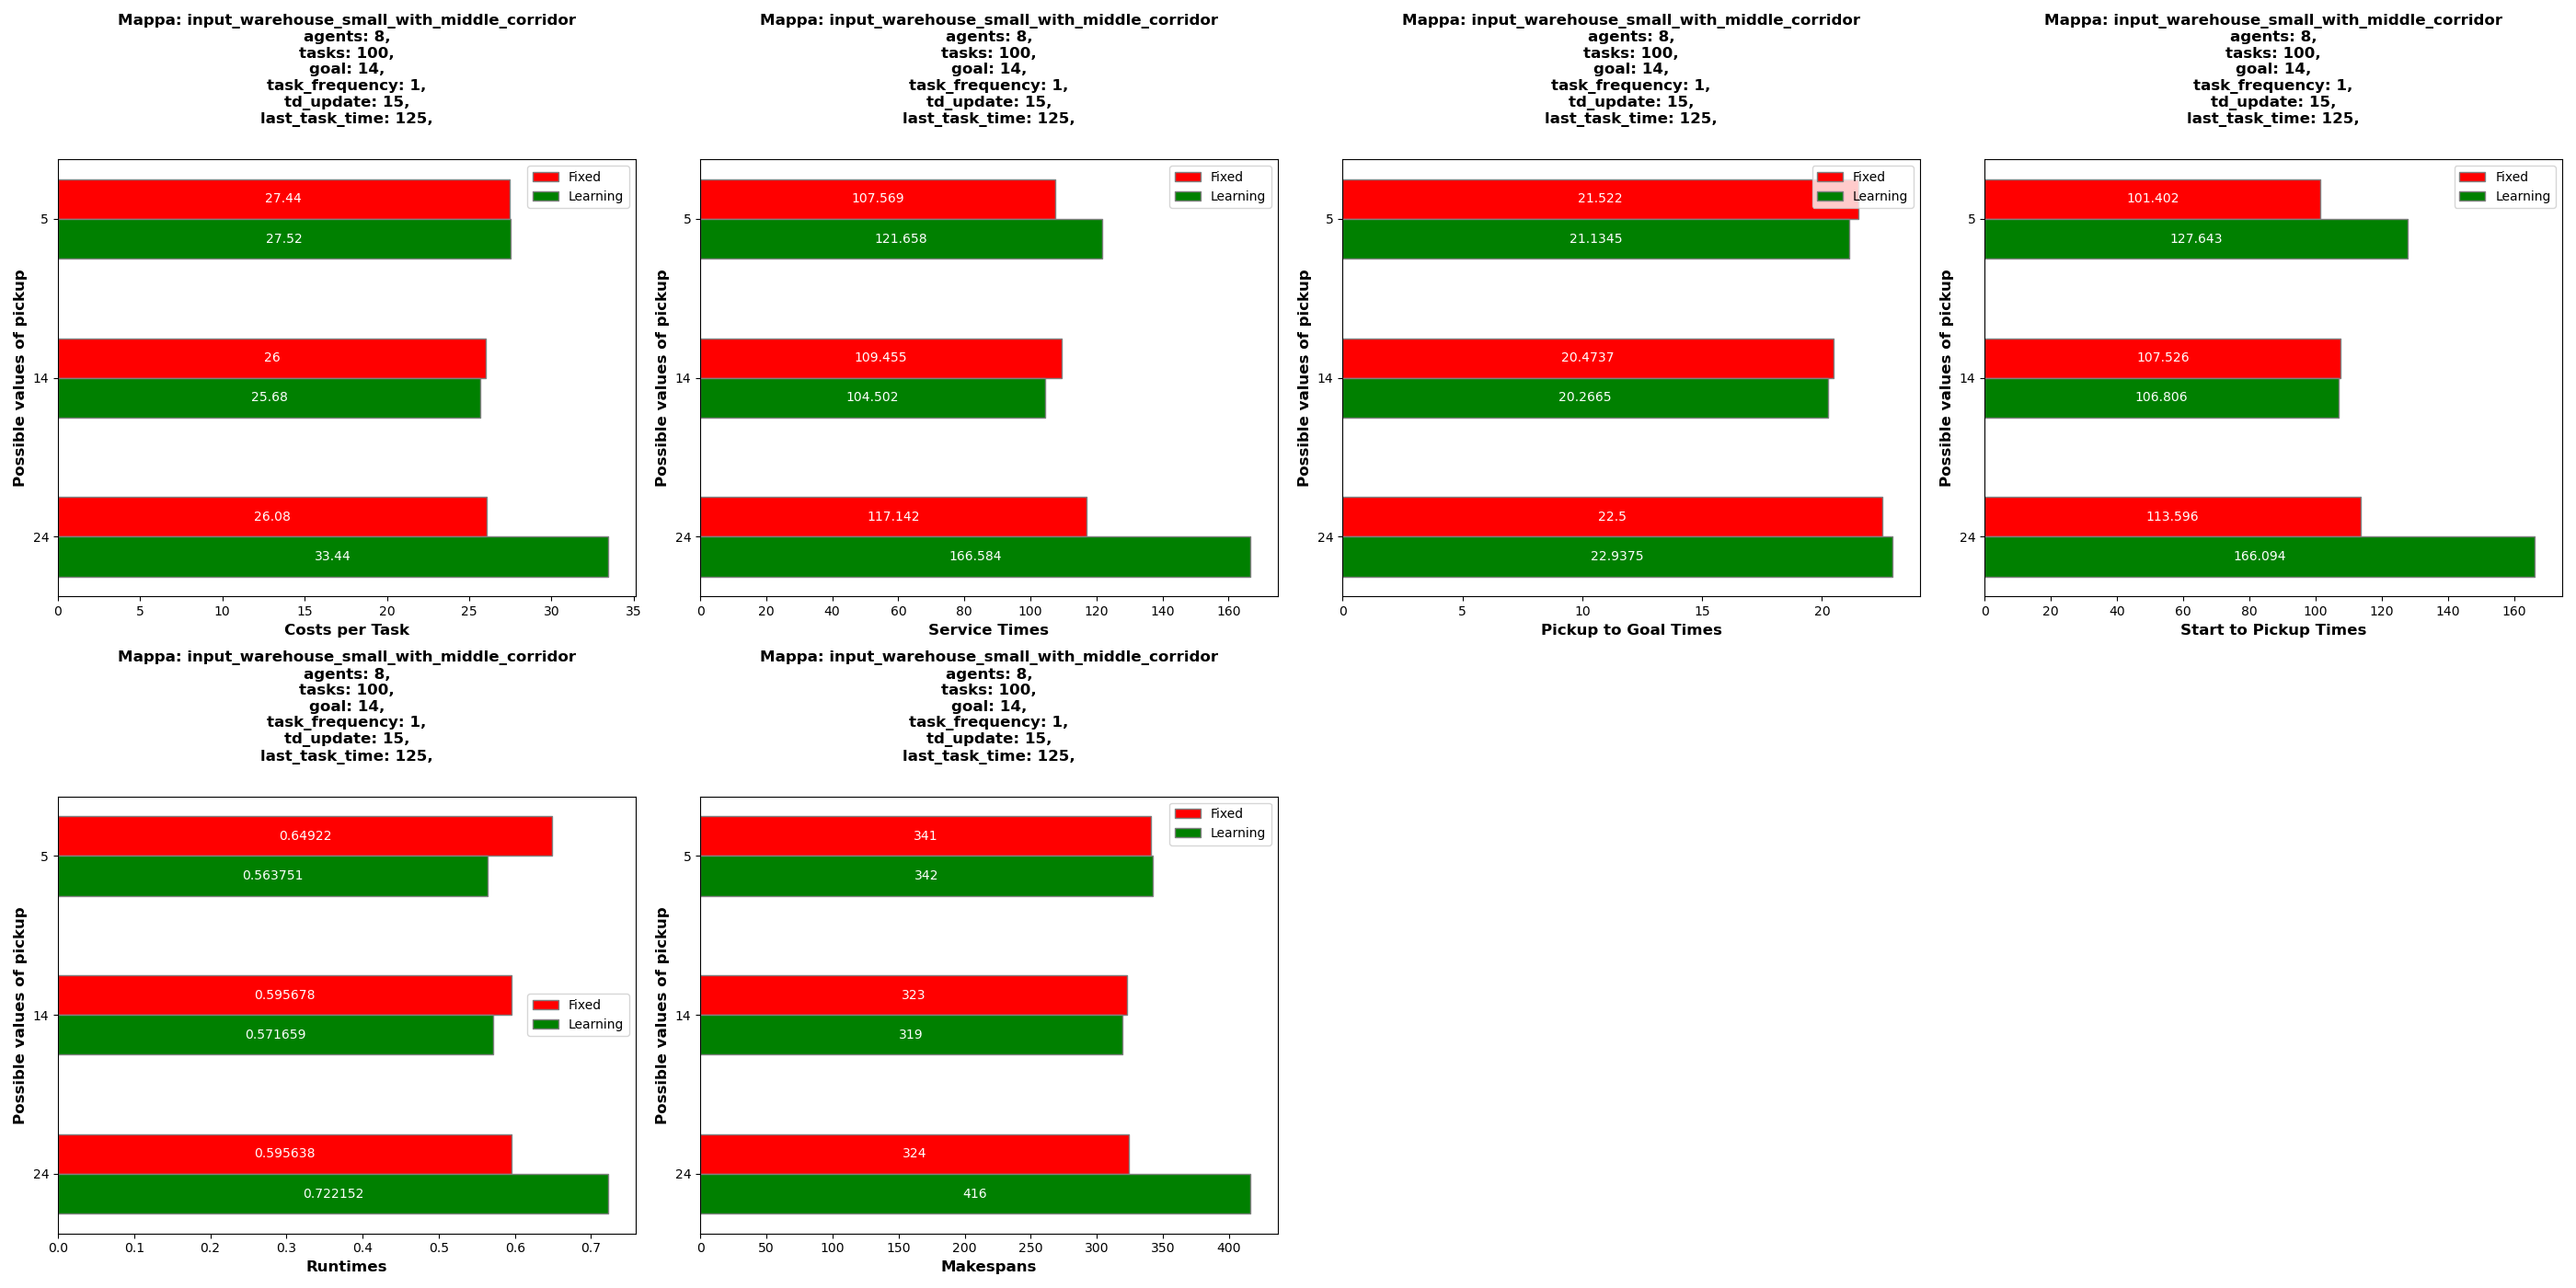 Mappa: input_warehouse_small_with_middle_corridor
agents: 8,
tasks: 100,
goal: 14,
task_frequency: 1,
td_update: 15,
last_task_time: 125,
Fixed
Learning
Possible values of pickup
5
27.44
27.52
14
26
25.68
24
26.08
33.44
0 5 10 15 20 25 30 35
Costs per Task
Mappa: input_warehouse_small_with_middle_corridor
agents: 8,
tasks: 100,
goal: 14,
task_frequency: 1,
td_update: 15,
last_task_time: 125,
Fixed
Learning
Possible values of pickup
5
107.569
121.658
14
109.455
104.502
24
117.142
166.584
0 20 40 60 80 100 120 140 160
Service Times
Mappa: input_warehouse_small_with_middle_corridor
agents: 8,
tasks: 100,
goal: 14,
task_frequency: 1,
td_update: 15,
last_task_time: 125,
Fixed
Learning
Possible values of pickup
5
21.522
21.1345
14
20.4737
20.2665
24
22.5
22.9375
0 5 10 15 20
Pickup to Goal Times
Mappa: input_warehouse_small_with_middle_corridor
agents: 8,
tasks: 100,
goal: 14,
task_frequency: 1,
td_update: 15,
last_task_time: 125,
Fixed
Learning
Possible values of pickup
5
101.402
127.643
14
107.526
106.806
24
113.596
166.094
0 20 40 60 80 100 120 140 160
Start to Pickup Times
Mappa: input_warehouse_small_with_middle_corridor
agents: 8,
tasks: 100,
goal: 14,
task_frequency: 1,
td_update: 15,
last_task_time: 125,
Possible values of pickup
5
0.64922
0.563751
14
0.595678
0.571659
Fixed
Learning
24
0.595638
0.722152
0.0 0.1 0.2 0.3 0.4 0.5 0.6 0.7
Runtimes
Mappa: input_warehouse_small_with_middle_corridor
agents: 8,
tasks: 100,
goal: 14,
task_frequency: 1,
td_update: 15,
last_task_time: 125,
Fixed
Learning
Possible values of pickup
5
341
342
14
323
319
24
324
416
0 50 100 150 200 250 300 350 400
Makespans